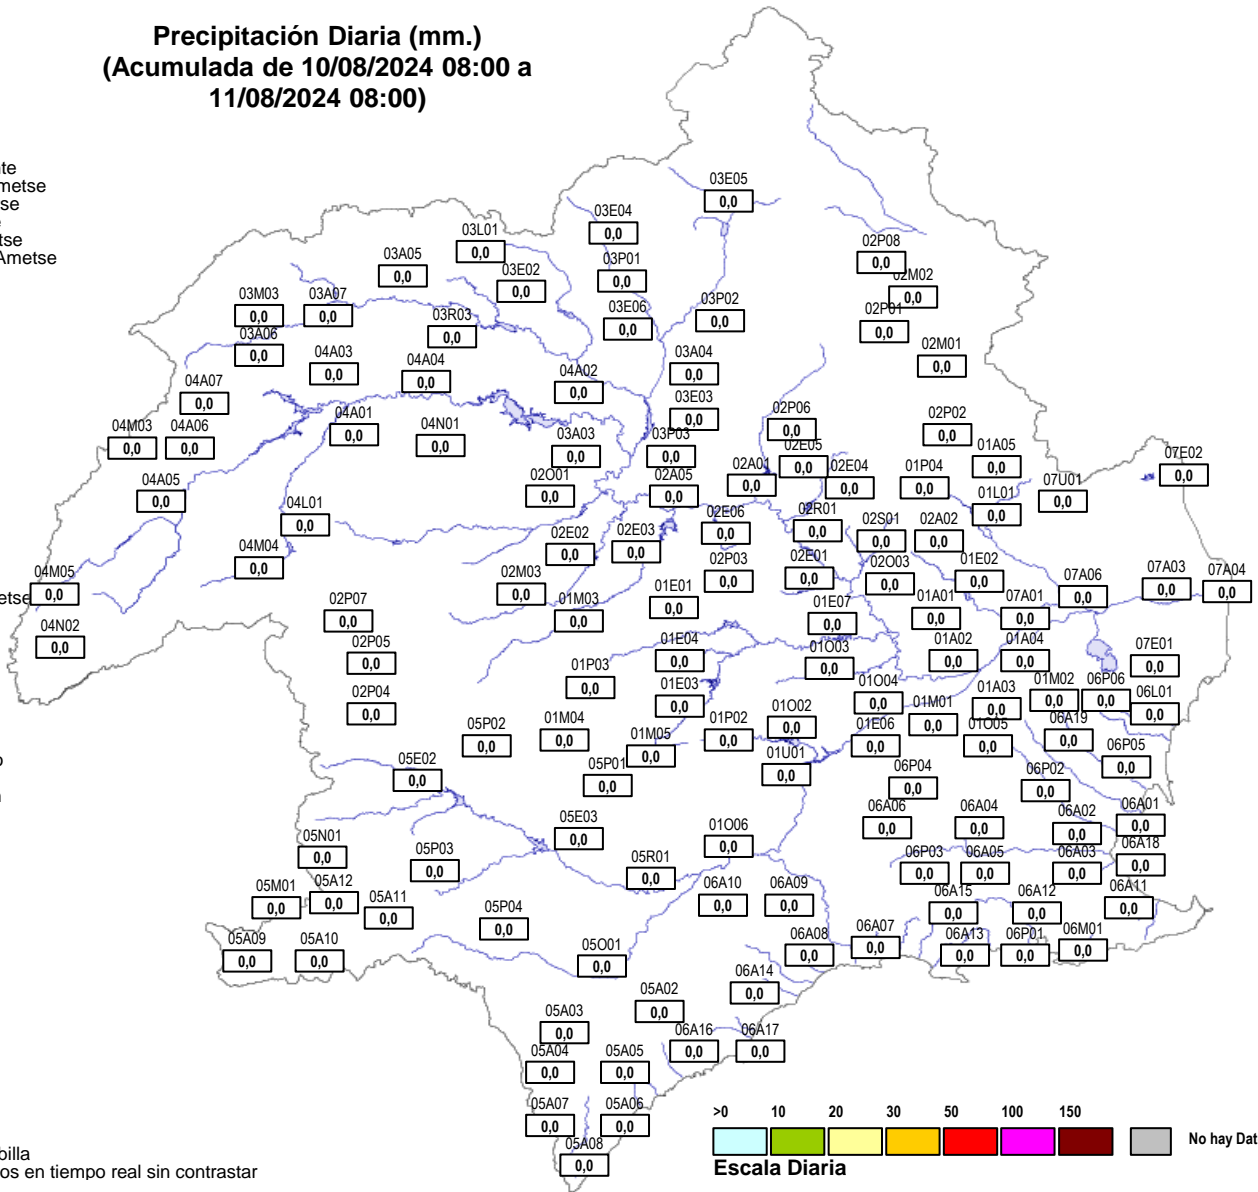 Precipitación Diaria (mm.)
(Acumulada de 10/08/2024 08:00 a
11/08/2024 08:00)
03E05
0,0
03E04
0,0
03L01
0,0
02P08
0,0
03A05
0,0
03P01
0,0
03E02
0,0
02M02
0,0
03M03
0,0
03A07
0,0
03P02
0,0
03E06
0,0
02P01
0,0
03R03
0,0
03A06
0,0
02M01
0,0
04A03
0,0
03A04
0,0
04A04
0,0
04A02
0,0
04A07
0,0
03E03
0,0
02P06
0,0
04A01
0,0
02P02
0,0
04M03
0,0
04A06
0,0
04N01
0,0
03A03
0,0
03P03
0,0
02E05
0,0
01A05
0,0
07E02
0,0
02A01
0,0
02E04
0,0
01P04
0,0
04A05
0,0
02O01
0,0
02A05
0,0
07U01
0,0
01L01
0,0
04L01
0,0
02R01
0,0
02E06
0,0
02S01
0,0
02A02
0,0
02E02
0,0
02E03
0,0
04M04
0,0
02P03
0,0
02E01
0,0
02O03
0,0
01E02
0,0
04M05
0,0
02M03
0,0
07A06
0,0
07A03
0,0
07A04
0,0
01E01
0,0
02P07
0,0
01M03
0,0
01E07
0,0
01A01
0,0
07A01
0,0
04N02
0,0
02P05
0,0
01E04
0,0
01O03
0,0
01A02
0,0
01A04
0,0
07E01
0,0
01P03
0,0
02P04
0,0
01E03
0,0
01O04
0,0
01A03
0,0
01M02
0,0
06P06
0,0
06L01
0,0
01O02
0,0
01M01
0,0
05P02
0,0
01M04
0,0
01P02
0,0
01E06
0,0
01O05
0,0
06A19
0,0
01M05
0,0
01U01
0,0
06P05
0,0
05E02
0,0
05P01
0,0
06P04
0,0
06P02
0,0
05E03
0,0
01O06
0,0
06A06
0,0
06A04
0,0
06A02
0,0
06A01
0,0
05N01
0,0
05P03
0,0
05R01
0,0
06P03
0,0
06A05
0,0
06A03
0,0
06A18
0,0
05M01
0,0
05A12
0,0
05A11
0,0
06A10
0,0
06A09
0,0
06A15
0,0
06A12
0,0
06A11
0,0
05P04
0,0
05A09
0,0
05A10
0,0
05O01
0,0
06A08
0,0
06A07
0,0
06A13
0,0
06P01
0,0
06M01
0,0
06A14
0,0
05A02
0,0
05A03
0,0
06A16
0,0
06A17
0,0
05A04
0,0
05A05
0,0
05A07
0,0
05A06
0,0
05A08
0,0
>0 10 20 30 50 100 150
No hay Dat
Escala Diaria
te
metse
se
tse
Ametse
etse
billa
os en tiempo real sin contrastar